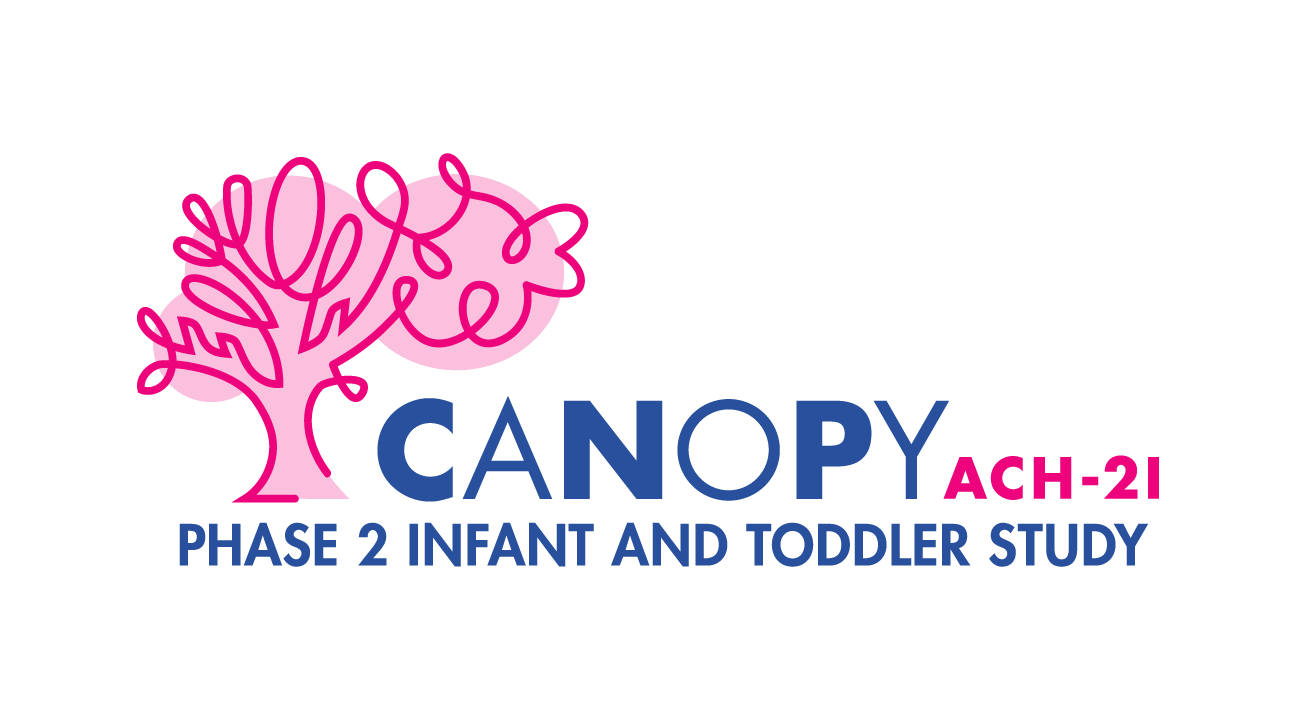 CANOPY ACH-2I
PHASE 2 INFANT AND TODDLER STUDY